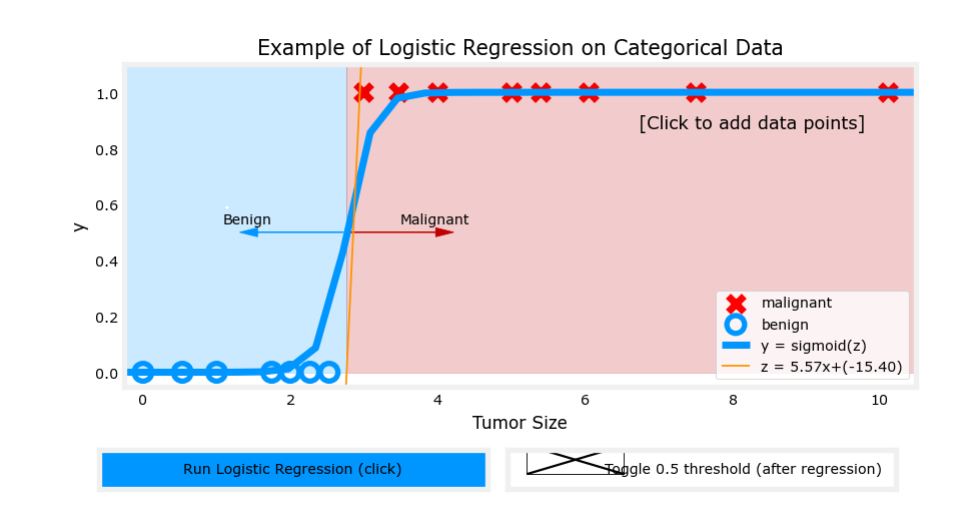 Example of Logistic Regression on Categorical Data
1.0
[Click to add data points]
0.8
0.6
Benign
Malignant
y
0.4
0.2
0.0
malignant
benign
y = sigmoid(z)
z = 5.57x+(-15.40)
0 2 4 6 8 10
Tumor Size
Run Logistic Regression (click)
Toggle 0.5 threshold (after regression)